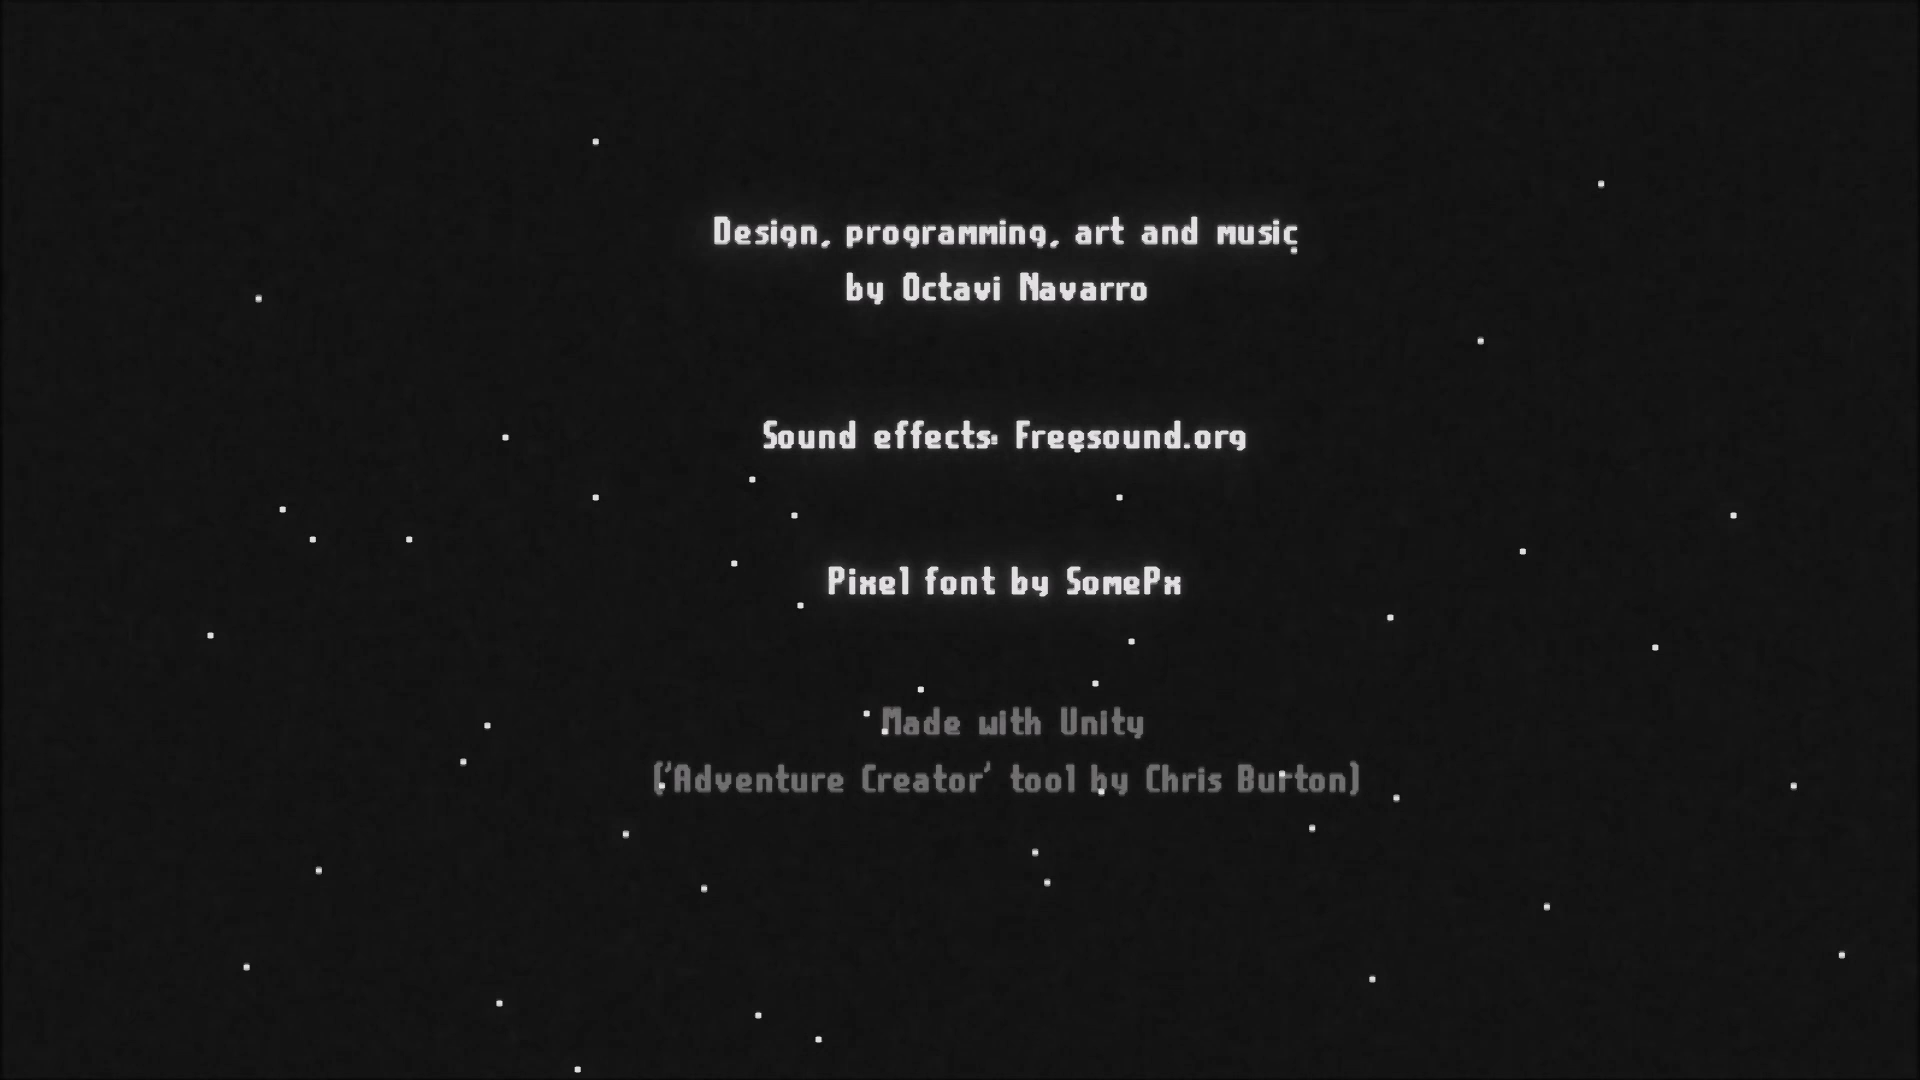 Design, programming, art and music
by Octavi Navarro
Sound effects: Freesound.org
Pixel font by SomePx
Made with Unity
('Adventure Creator' tool by Chris Burton)